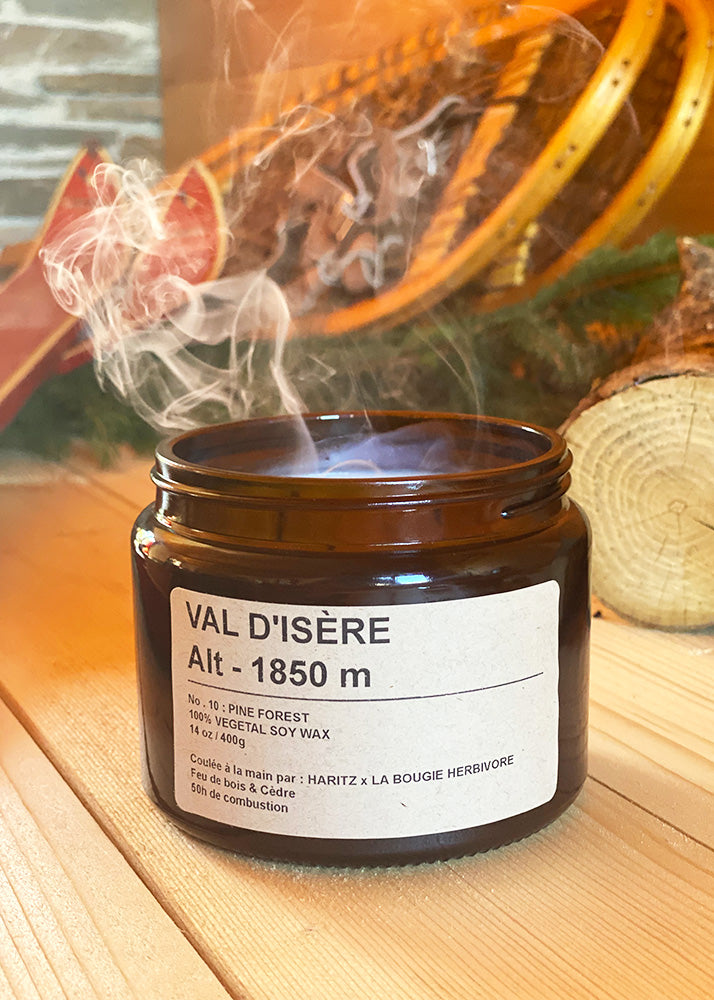 VAL D'ISÈRE
Alt - 1850 m
No . 10 : PINE FOREST
100% VEGETAL SOY WAX
14 oz / 400g
Coulée à la main par : HARITZ x LA BOUGIE HERBIVORE
Feu de bois & Cèdre
50h de combustion